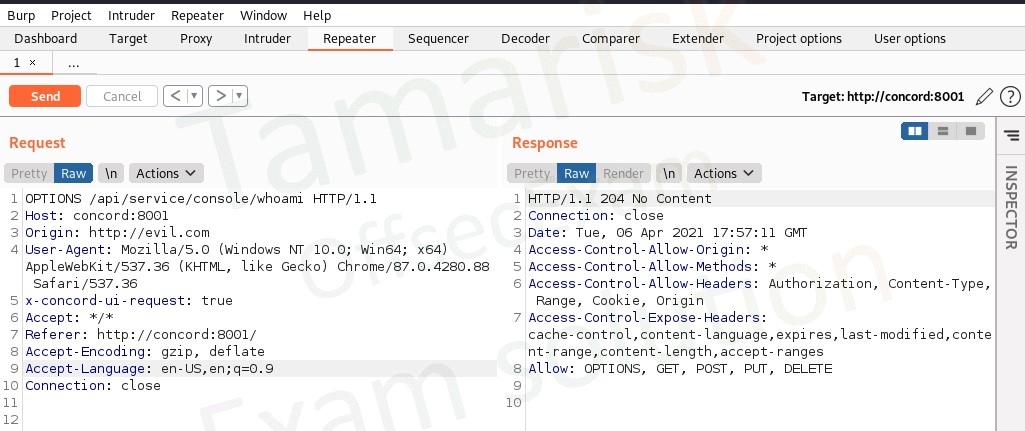 Burp Project Intruder Repeater Window Help
Dashboard Target Proxy Intruder Repeater Sequencer Decoder Comparer Extender Project options User options
1 × ...
Send Cancel < ▾ > ▾ Target: http://concord:8001 ?
Request
Pretty Raw \n Actions
1 OPTIONS /api/service/console/whoami HTTP/1.1
2 Host: concord:8001
3 Origin: http://evil.com
4 User-Agent: Mozilla/5.0 (Windows NT 10.0; Win64; x64)
AppleWebKit/537.36 (KHTML, like Gecko) Chrome/87.0.4280.88
Safari/537.36
5 x-concord-ui-request: true
6 Accept: */*
7 Referer: http://concord:8001/
8 Accept-Encoding: gzip, deflate
9 Accept-Language: en-US,en;q=0.9
10 Connection: close
11
12
Response
Pretty Raw Render \n Actions
1 HTTP/1.1 204 No Content
2 Connection: close
3 Date: Tue, 06 Apr 2021 17:57:11 GMT
4 Access-Control-Allow-Origin: *
5 Access-Control-Allow-Methods: *
6 Access-Control-Allow-Headers: Authorization, Content-Type,
Range, Cookie, Origin
7 Access-Control-Expose-Headers:
cache-control,content-language,expires,last-modified,conte
nt-range,content-length,accept-ranges
8 Allow: OPTIONS, GET, POST, PUT, DELETE
9
10
INSPECTOR
Tamarisk
Offsec Exam
Exam solution